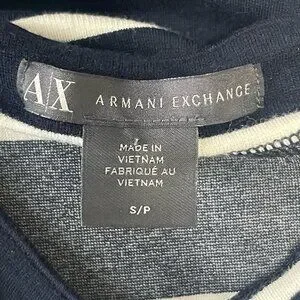 A|X ARMANI EXCHANGE
MADE IN
VIETNAM
FABRIQUÉ AU
VIETNAM
S/P